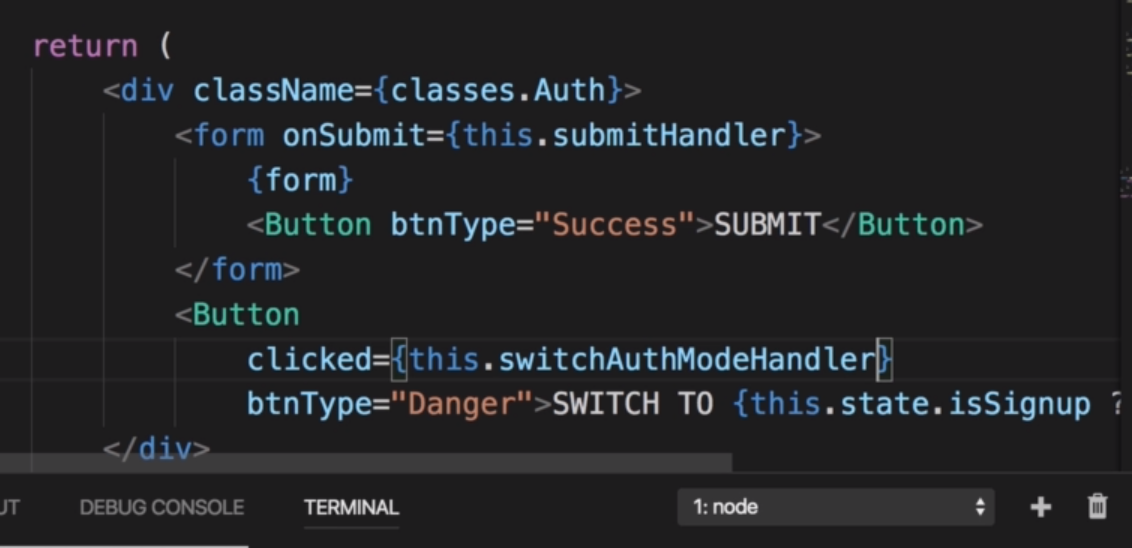 return (
<div className={classes.Auth}>
<form onSubmit={this.submitHandler}>
{form}
<Button btnType="Success">SUBMIT</Button>
</form>
<Button
clicked={this.switchAuthModeHandler}
btnType="Danger">SWITCH TO {this.state.isSignup ?
</div>
UT DEBUG CONSOLE TERMINAL 1: node